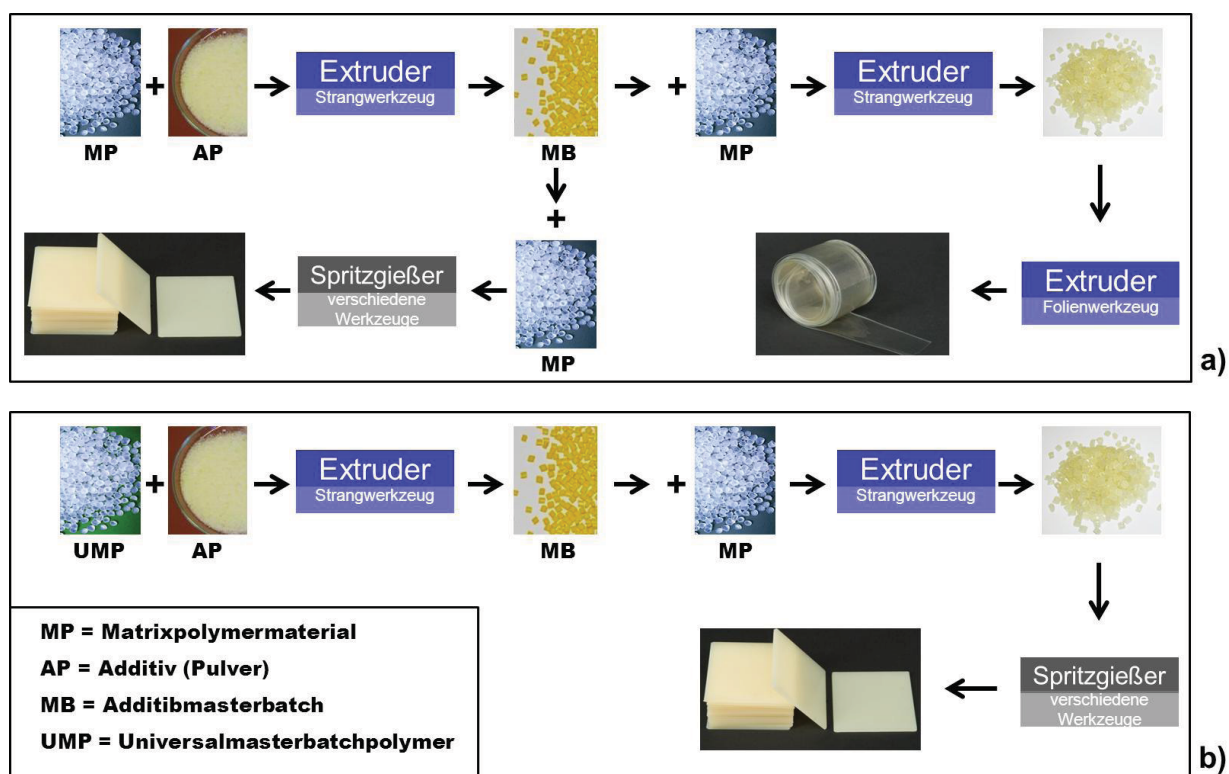 + Extruder Strangwerkzeug + Extruder Strangwerkzeug
MP AP MB MP
+
Spritzgießer
verschiedene
Werkzeuge
Extruder
Folienwerkzeug
MP
a)
+ Extruder Strangwerkzeug + Extruder Strangwerkzeug
UMP AP MB MP
MP = Matrixpolymermaterial
AP = Additiv (Pulver)
MB = Additibmasterbatch
UMP = Universalmasterbatchpolymer
Spritzgießer
verschiedene
Werkzeuge
b)